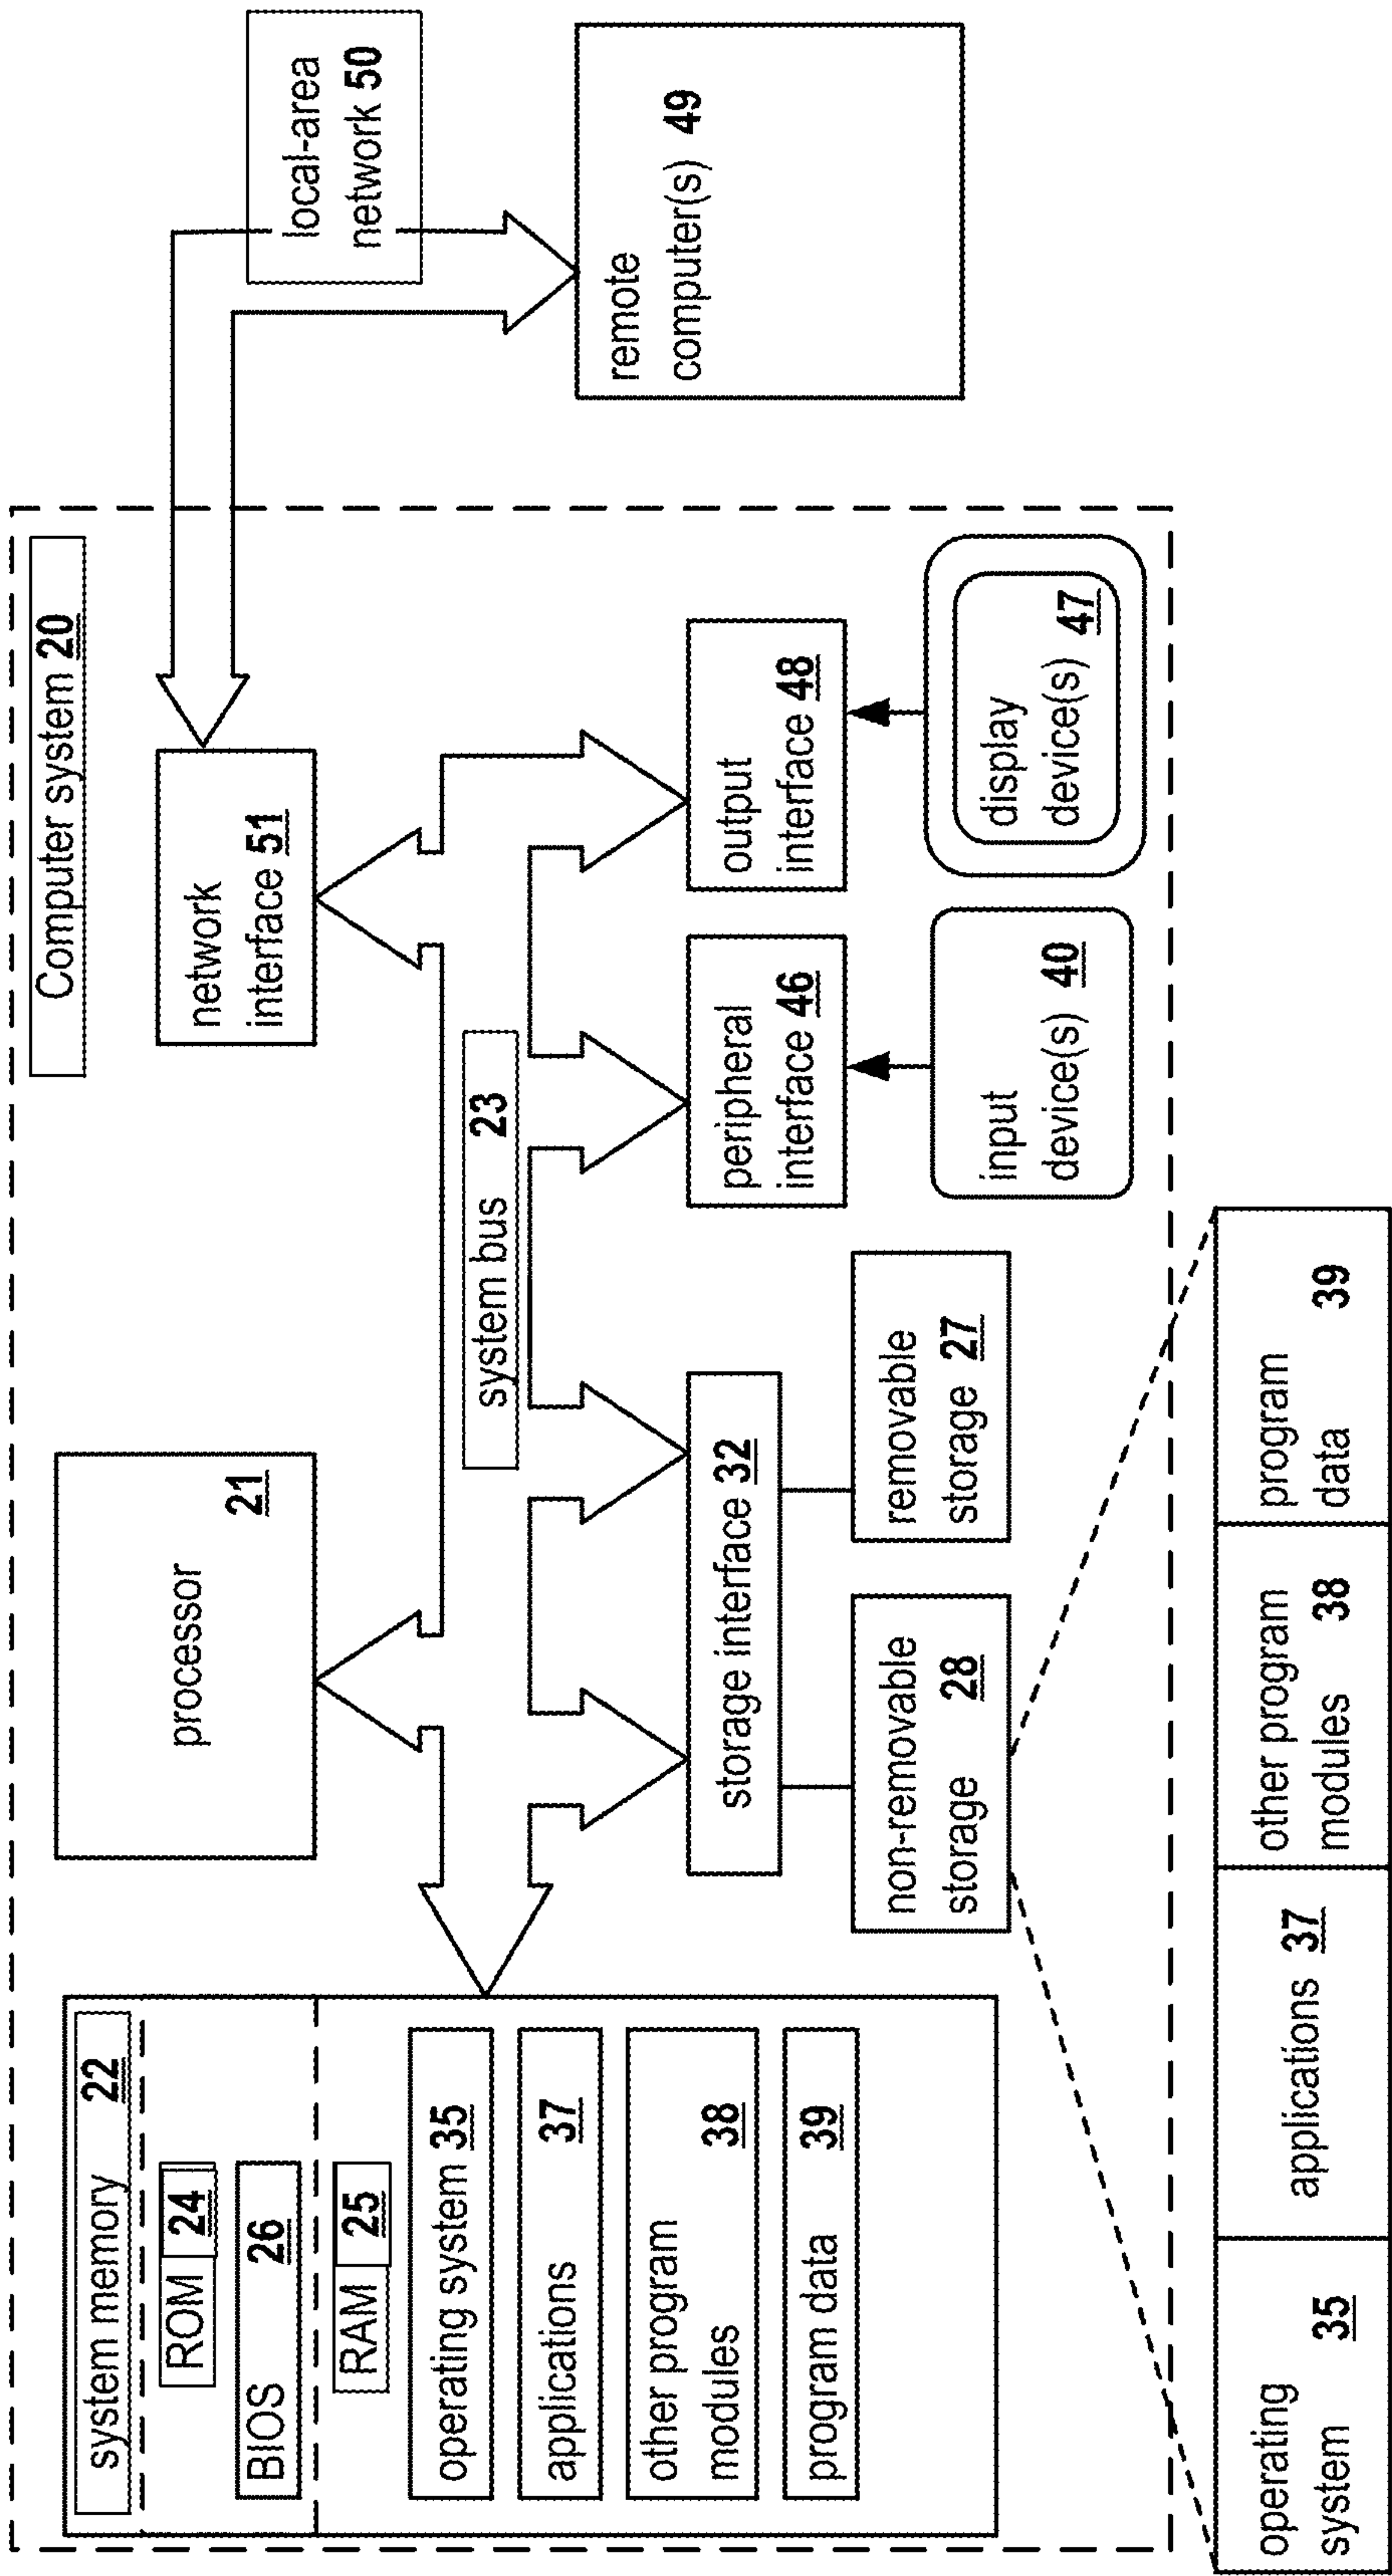 Computer system 20
system memory 22
ROM 24
BIOS 26
RAM 25
operating system 35
applications 37
other program
modules 38
program data 39
processor 21
network
interface 51
local-area
network 50
system bus 23
storage interface 32
peripheral
interface 46
output
interface 48
remote
computer(s) 49
non-removable
storage 28
removable
storage 27
input
device(s) 40
display
device(s) 47
operating
system 35
applications 37
other program
modules 38
program
data 39